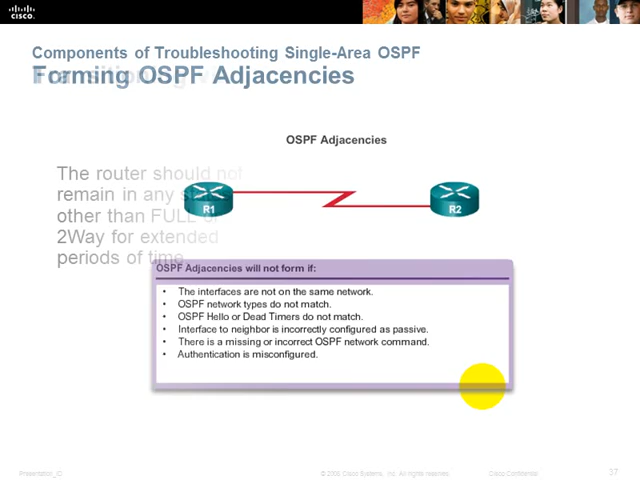 CISCO.
Components of Troubleshooting Single-Area OSPF
Forming OSPF Adjacencies
OSPF Adjacencies
The router should not
remain in any
other than FULL
2Way for extended
periods of time
R1
R2
OSPF Adjacencies will not form if:
• The interfaces are not on the same network.
• OSPF network types do not match.
• OSPF Hello or Dead Timers do not match.
• Interface to neighbor is incorrectly configured as passive.
• There is a missing or incorrect OSPF network command.
• Authentication is misconfigured.
Presentation_ID
Cisco Systems, Inc. All rights reserved.
Cisco Confidential
37